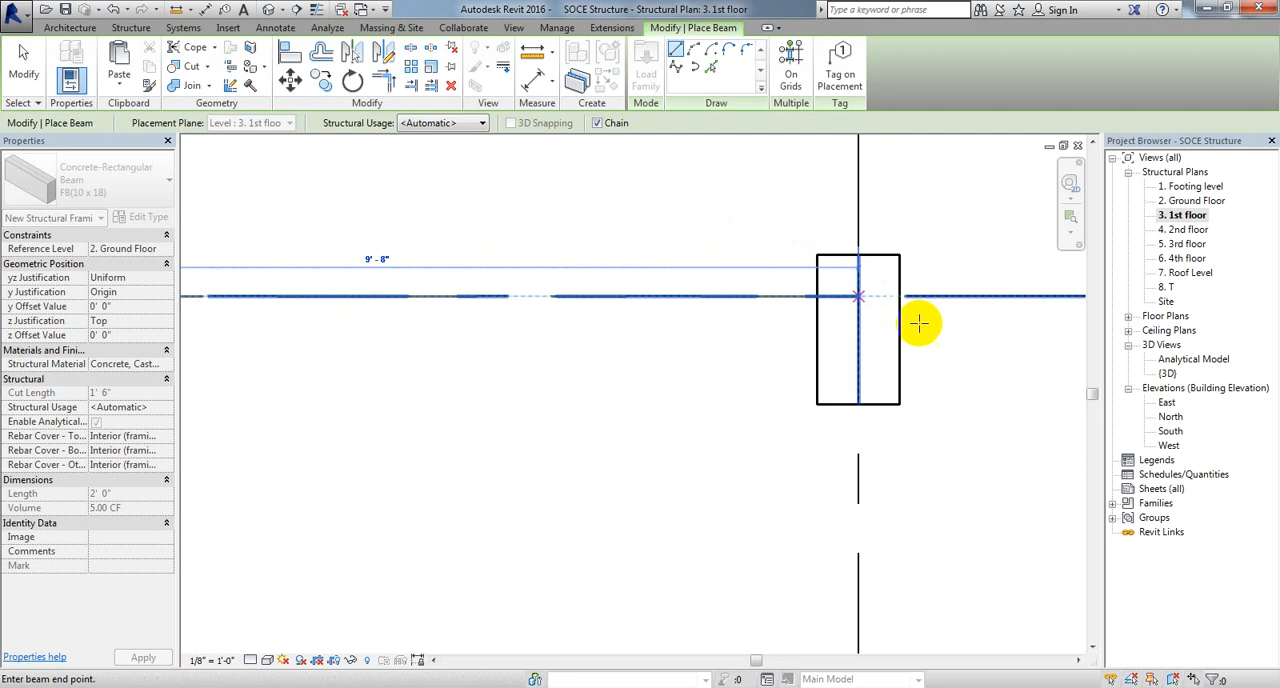 Autodesk Revit 2016 - SOCE Structure - Structural Plan: 3. 1st floor
Type a keyword or phrase
Sign In
Architecture Structure Systems Insert Annotate Analyze Massing & Site Collaborate View Manage Extensions Modify | Place Beam
Modify
Paste
Cope
Cut
Join
Load Family
On Grids
Tag on Placement
Select Properties Clipboard Geometry Modify View Measure Create Mode Draw Multiple Tag
Modify | Place Beam Placement Plane: Level : 3. 1st floo Structural Usage: <Automatic> 3D Snapping Chain
Properties
Concrete-Rectangular
Beam
FB(10 x 18)
New Structural Frami Edit Type
Constraints
Reference Level 2. Ground Floor
Geometric Position
yz Justification Uniform
y Justification Origin
y Offset Value 0' 0"
z Justification Top
z Offset Value 0' 0"
Materials and Fini...
Structural Material Concrete, Cast...
Structural
Cut Length 1' 6"
Structural Usage <Automatic>
Enable Analytical...
Rebar Cover - To... Interior (frami...
Rebar Cover - Bo... Interior (frami...
Rebar Cover - Ot... Interior (frami...
Dimensions
Length 2' 0"
Volume 5.00 CF
Identity Data
Image
Comments
Mark
Properties help Apply
9' - 8"
Project Browser - SOCE Structure
Views (all)
Structural Plans
1. Footing level
2. Ground Floor
3. 1st floor
4. 2nd floor
5. 3rd floor
6. 4th floor
7. Roof Level
8. T
Site
Floor Plans
Ceiling Plans
3D Views
Analytical Model
{3D}
Elevations (Building Elevation)
East
North
South
West
Legends
Schedules/Quantities
Sheets (all)
Families
Groups
Revit Links
1/8" = 1'-0"
Enter beam end point.
:0
Main Model
:0